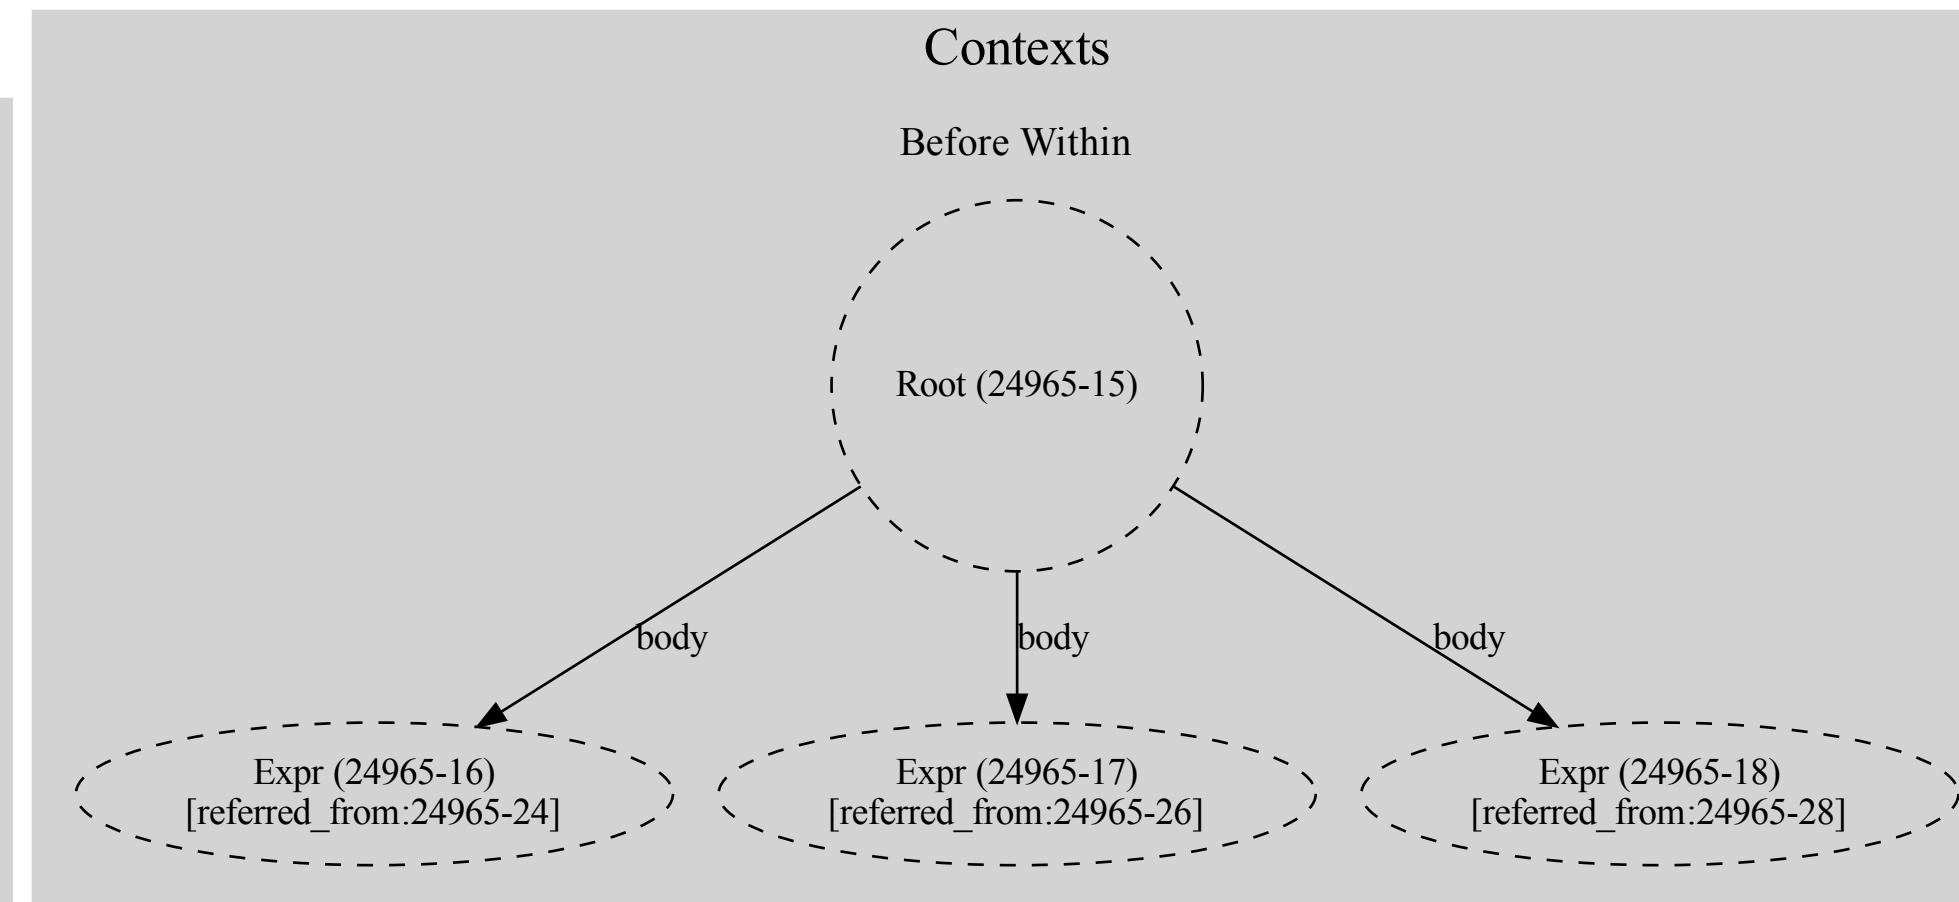 Contexts
Before Within
Root (24965-15)
body
body
body
Expr (24965-16)
[referred_from:24965-24]
Expr (24965-17)
[referred_from:24965-26]
Expr (24965-18)
[referred_from:24965-28]